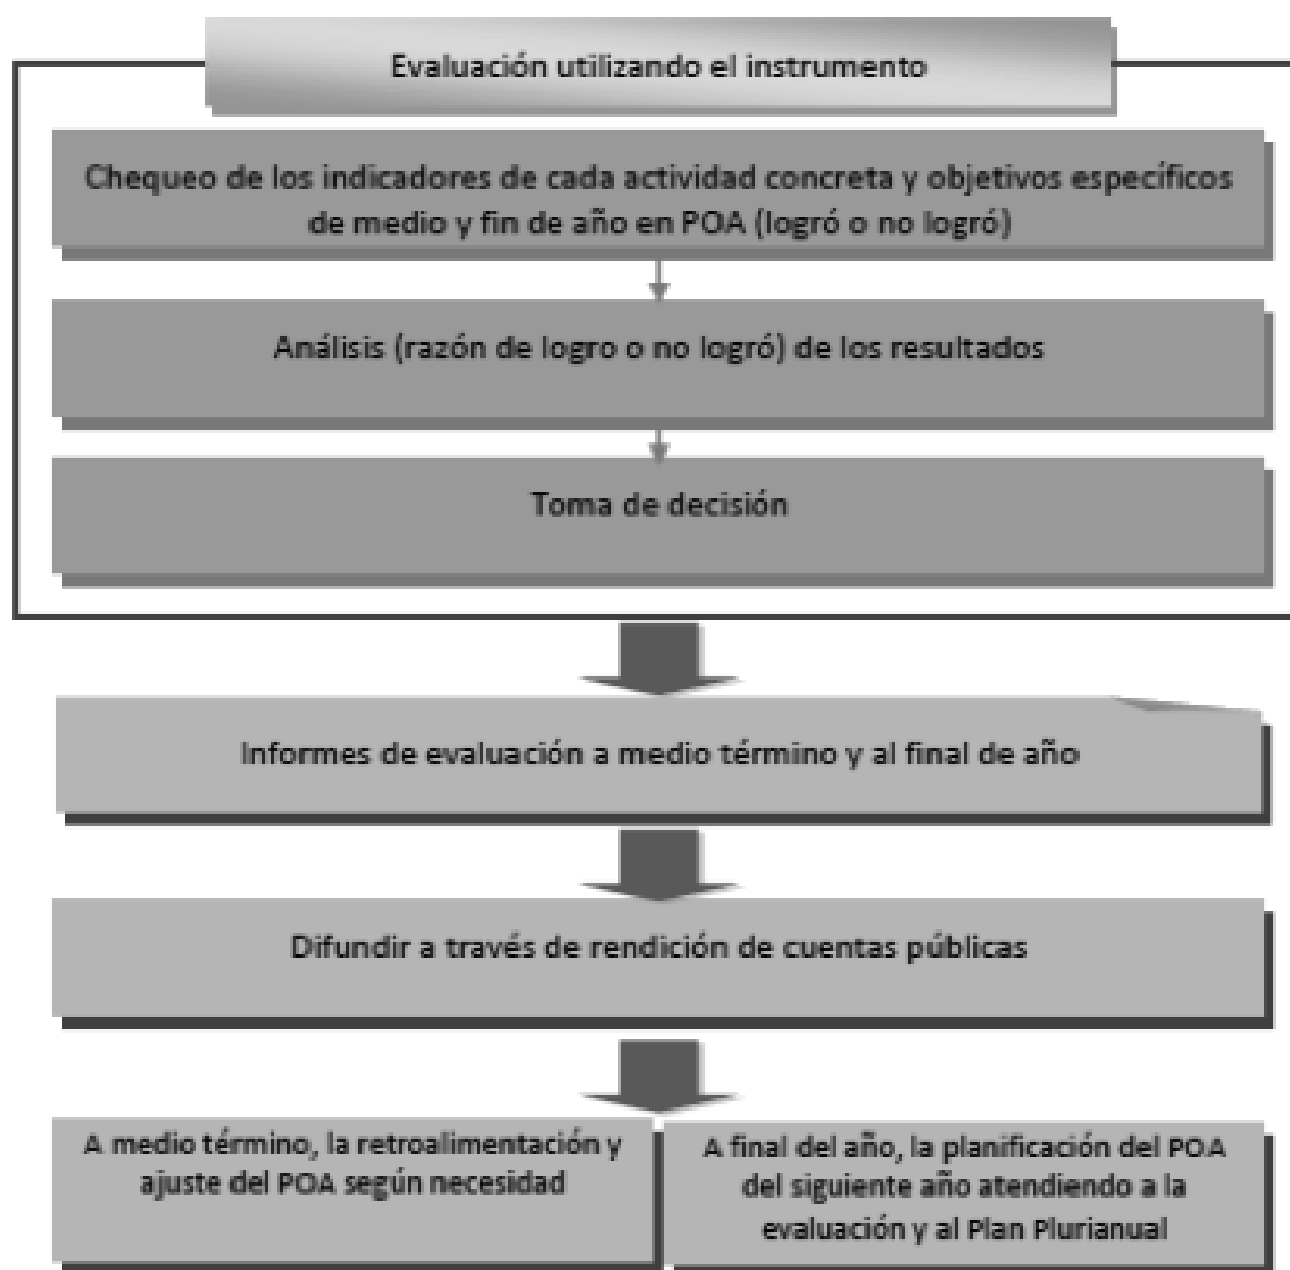 Evaluación utilizando el instrumento
Chequeo de los indicadores de cada actividad concreta y objetivos específicos
de medio y fin de año en POA (logró o no logró)
Análisis (razón de logro o no logró) de los resultados
Toma de decisión
Informes de evaluación a medio término y al final de año
Difundir a través de rendición de cuentas públicas
A medio término, la retroalimentación y
ajuste del POA según necesidad
A final del año, la planificación del POA
del siguiente año atendiendo a la
evaluación y al Plan Plurianual